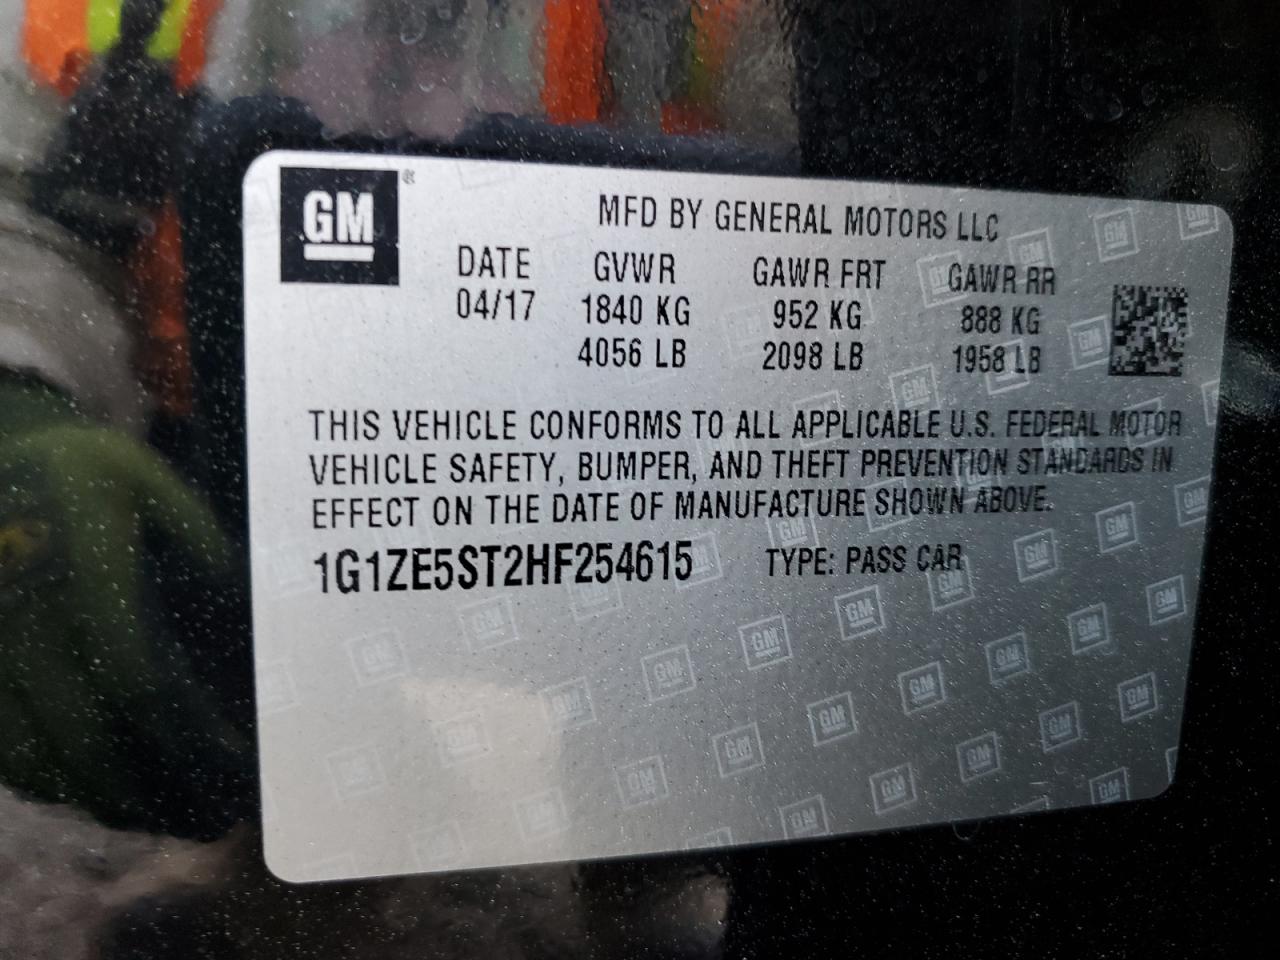 GM
MFD BY GENERAL MOTORS LLC
DATE GVWR GAWR FRT GAWR RR
04/17 1840 KG 952 KG 888 KG
4056 LB 2098 LB 1958 LB
THIS VEHICLE CONFORMS TO ALL APPLICABLE U.S. FEDERAL MOTOR
VEHICLE SAFETY, BUMPER, AND THEFT PREVENTION STANDARDS IN
EFFECT ON THE DATE OF MANUFACTURE SHOWN ABOVE.
1G1ZE5ST2HF254615 TYPE: PASS CAR